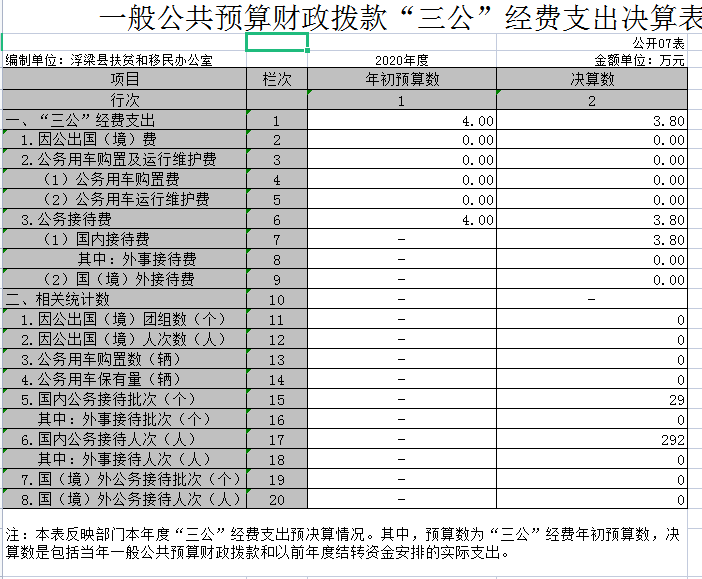 一般公共预算财政拨款“三公”经费支出决算表
公开07表
编制单位：浮梁县扶贫和移民办公室 2020年度 金额单位：万元
项目 栏次 年初预算数 决算数
行次 1 2
一、“三公”经费支出 1 4.00 3.80
1.因公出国（境）费 2 0.00 0.00
2.公务用车购置及运行维护费 3 0.00 0.00
（1）公务用车购置费 4 0.00 0.00
（2）公务用车运行维护费 5 0.00 0.00
3.公务接待费 6 4.00 3.80
（1）国内接待费 7 — 3.80
其中：外事接待费 8 — 0.00
（2）国（境）外接待费 9 — 0.00
二、相关统计数 10 — —
1.因公出国（境）团组数（个） 11 — 0
2.因公出国（境）人次数（人） 12 — 0
3.公务用车购置数（辆） 13 — 0
4.公务用车保有量（辆） 14 — 0
5.国内公务接待批次（个） 15 — 29
其中：外事接待批次（个） 16 — 0
6.国内公务接待人次（人） 17 — 292
其中：外事接待人次（人） 18 — 0
7.国（境）外公务接待批次（个） 19 — 0
8.国（境）外公务接待人次（人） 20 — 0
注：本表反映部门本年度“三公”经费支出预决算情况。其中，预算数为“三公”经费年初预算数，决
算数是包括当年一般公共预算财政拨款和以前年度结转资金安排的实际支出。